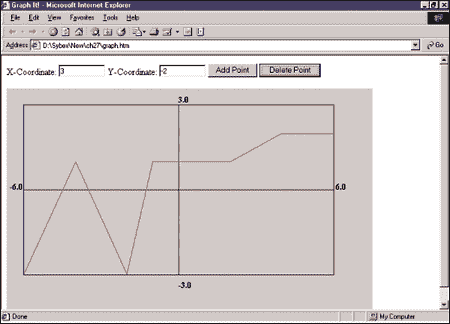 Graph It! - Microsoft Internet Explorer
File Edit View Favorites Tools Help
Address D:\Sybex\New\ch27\graph.htm Go
X-Coordinate: 3 Y-Coordinate: -2 Add Point Delete Point
3.0
-6.0 6.0
-3.0
Done My Computer